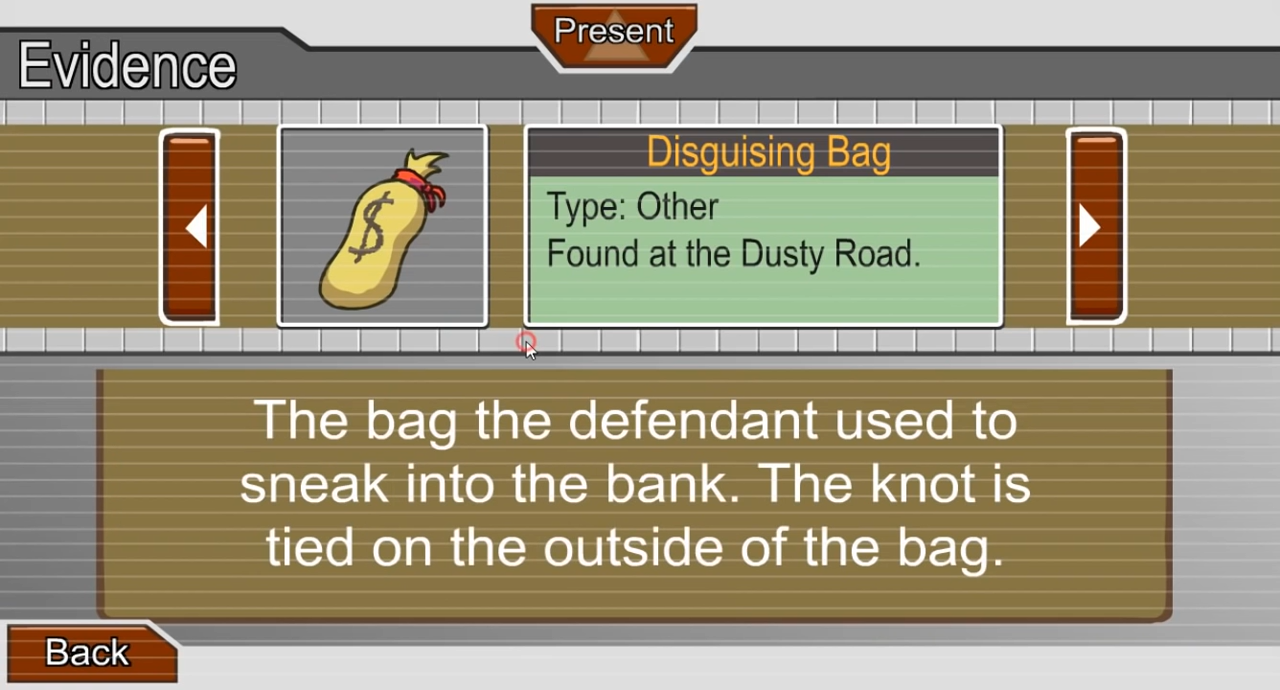 Present
Evidence
Disguising Bag
Type: Other
Found at the Dusty Road.
$
The bag the defendant used to
sneak into the bank. The knot is
tied on the outside of the bag.
Back